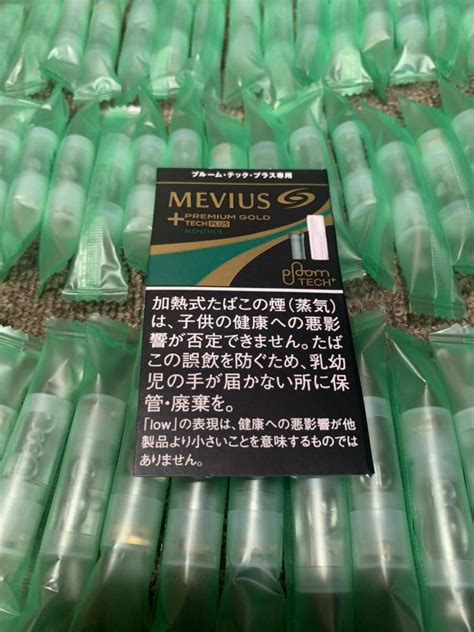 プルーム・テック・プラス専用
MEVIUS
+PREMIUM GOLD
TECH PLUS
MENTHOL
ploom
TECH+
加熱式たばこの煙（蒸気）
は、子供の健康への悪影
響が否定できません。たば
この誤飲を防ぐため、乳幼
児の手が届かない所に保
管・廃棄を。
「low」の表現は、健康への悪影響が他
製品より小さいことを意味するものでは
ありません。